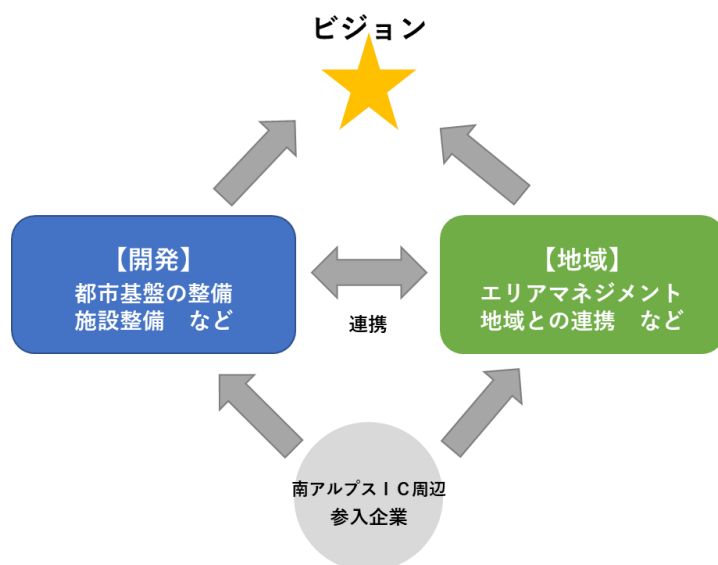 ビジョン
【開発】
都市基盤の整備
施設整備　など
【地域】
エリアマネジメント
地域との連携　など
連携
南アルプスＩＣ周辺
参入企業